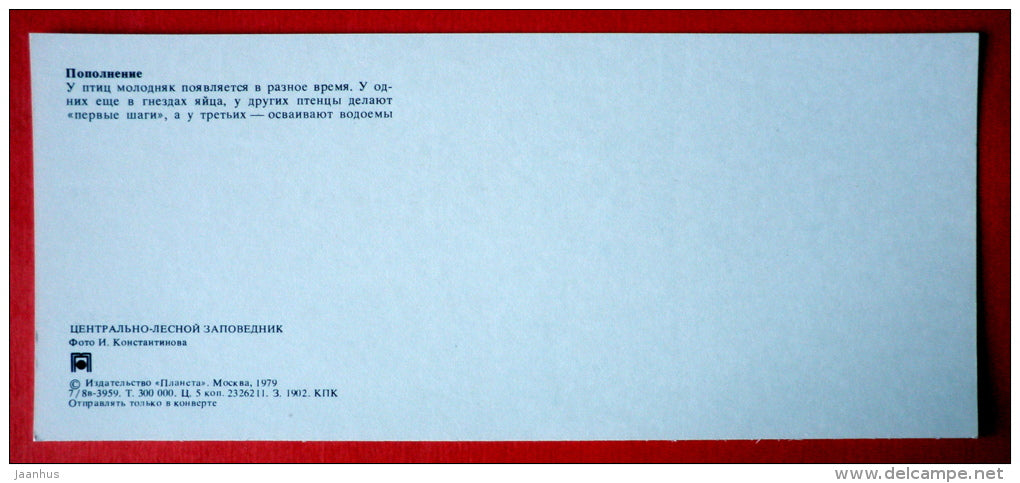 Пополнение
У птиц молодняк появляется в разное время. У од-
них еще в гнездах яйца, у других птенцы делают
«первые шаги», а у третьих — осваивают водоемы
ЦЕНТРАЛЬНО-ЛЕСНОЙ ЗАПОВЕДНИК
Фото И. Константинова
© Издательство «Планета». Москва, 1979
7/8в-3959. Т. 300 000. Ц. 5 коп. 2326211. З. 1902. КПК
Отправлять только в конверте
jaanhus
www.delcampe.net